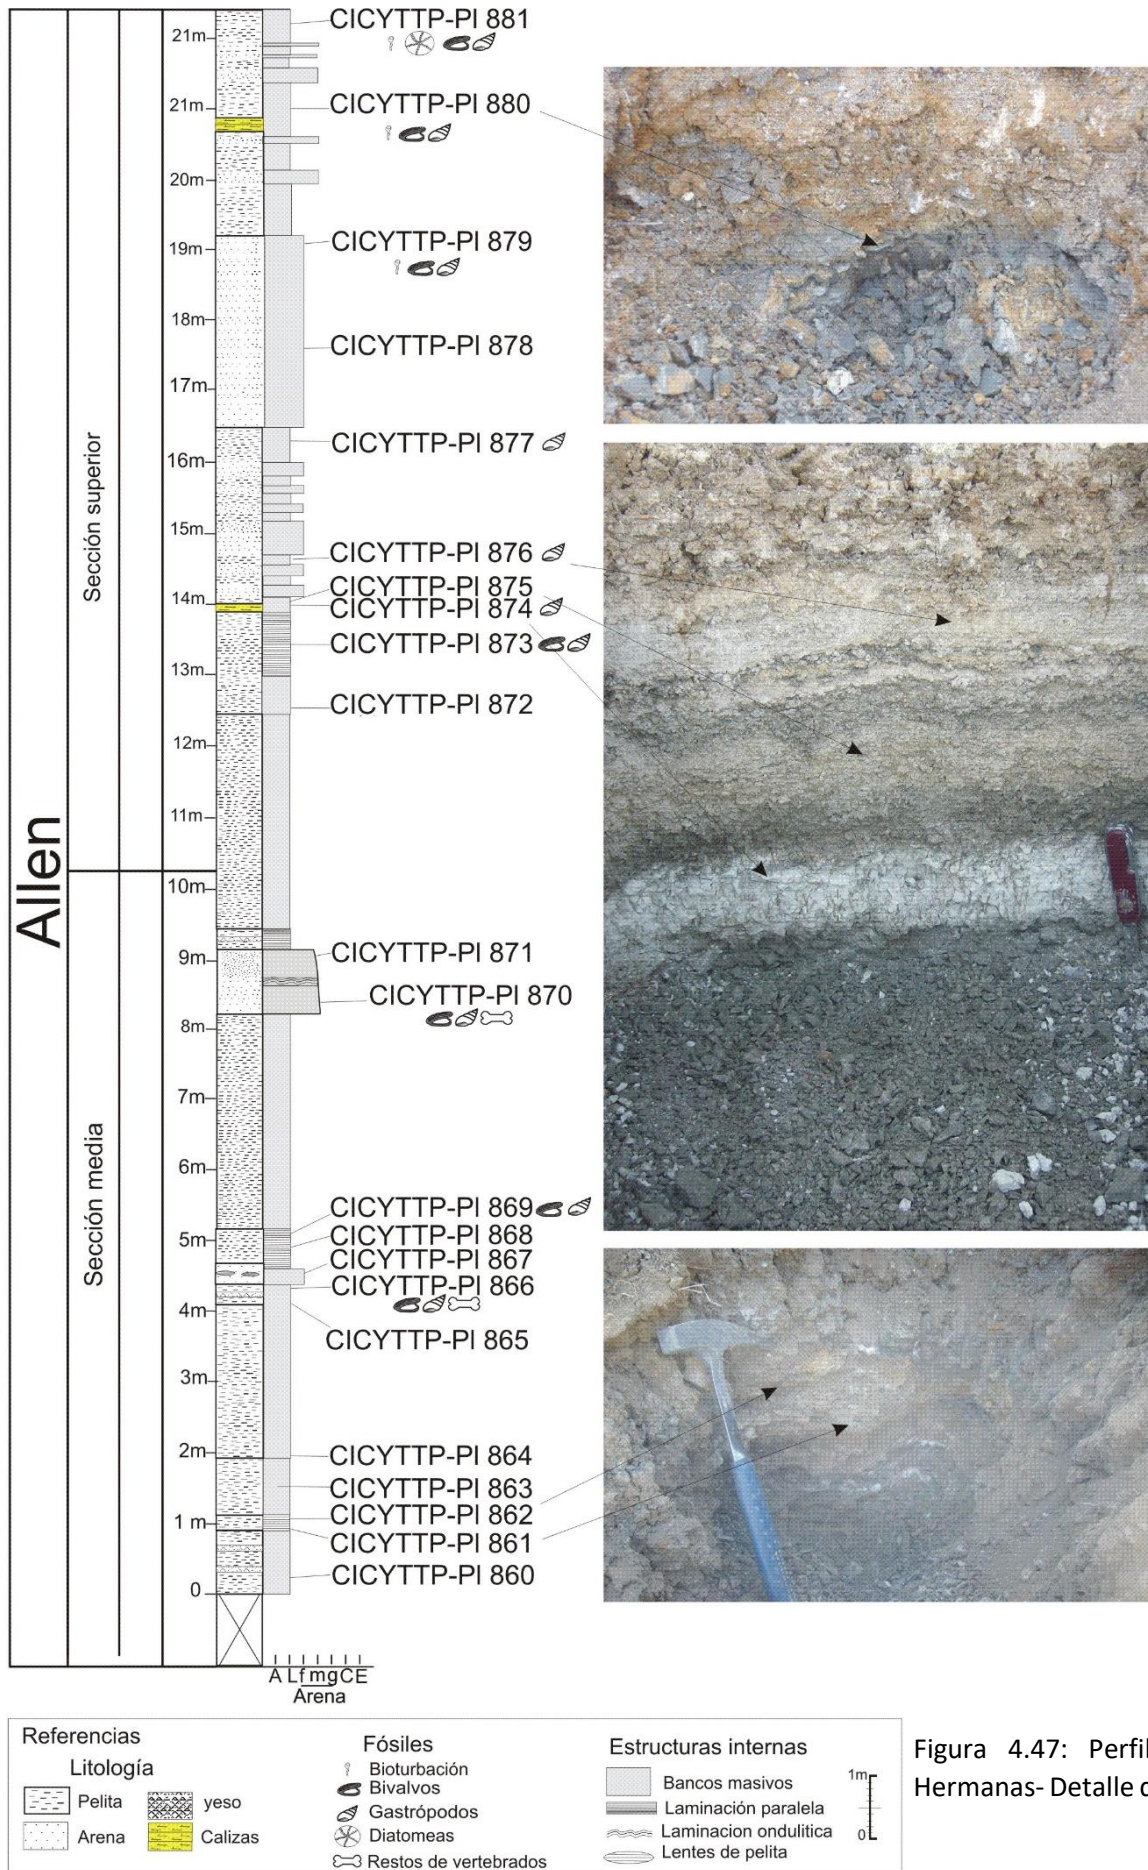 CICYTTP-PI 881
21m
CICYTTP-PI 880
21m
20m
CICYTTP-PI 879
19m
18m
CICYTTP-PI 878
17m
CICYTTP-PI 877
16m
15m
CICYTTP-PI 876
CICYTTP-PI 875
14m
CICYTTP-PI 874
CICYTTP-PI 873
13m
CICYTTP-PI 872
12m
11m
Sección superior
Allen
10m
CICYTTP-PI 871
9m
CICYTTP-PI 870
8m
7m
6m
Sección media
CICYTTP-PI 869
5m
CICYTTP-PI 868
CICYTTP-PI 867
CICYTTP-PI 866
4m
CICYTTP-PI 865
3m
2m
CICYTTP-PI 864
CICYTTP-PI 863
CICYTTP-PI 862
1 m
CICYTTP-PI 861
CICYTTP-PI 860
0
A L f m g C E
Arena
Referencias
Litología
Pelita
yeso
Arena
Calizas
Fósiles
Bioturbación
Bivalvos
Gastrópodos
Diatomeas
Restos de vertebrados
Estructuras internas
Bancos masivos
Laminación paralela
Laminacion ondulitica
Lentes de pelita
1m
0
Figura 4.47: Perfil
Hermanas- Detalle